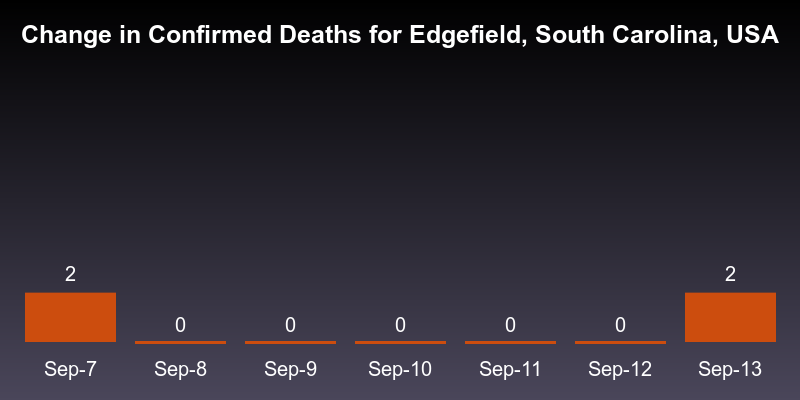 Change in Confirmed Deaths for Edgefield, South Carolina, USA
2 0 0 0 0 0 2
Sep-7 Sep-8 Sep-9 Sep-10 Sep-11 Sep-12 Sep-13